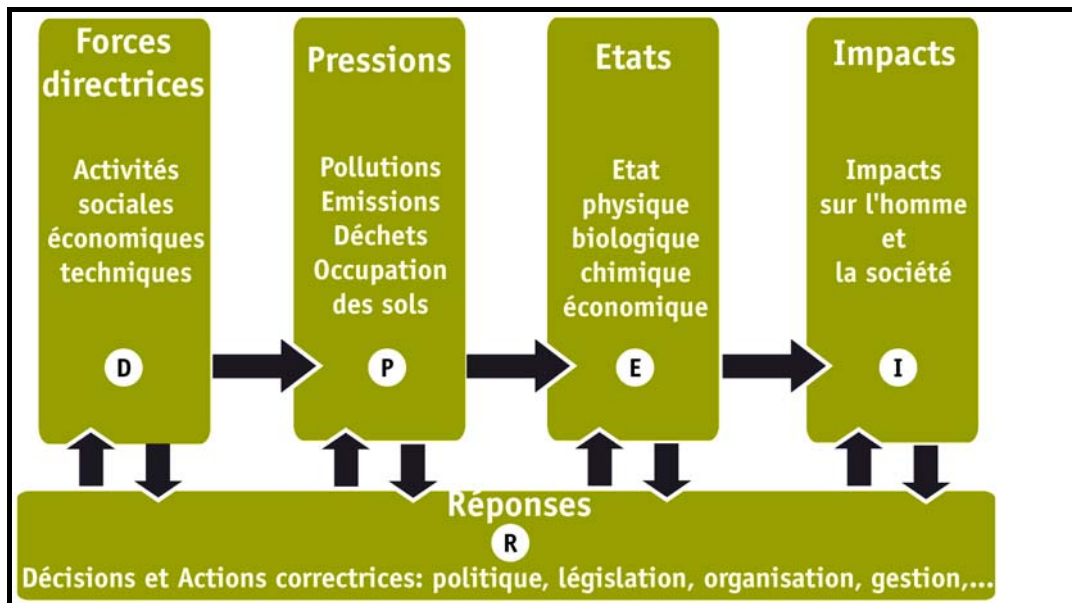 Forces
directrices
Activités
sociales
économiques
techniques
D
Pressions
Pollutions
Emissions
Déchets
Occupation
des sols
P
Etats
Etat
physique
biologique
chimique
économique
E
Impacts
Impacts
sur l'homme
et
la société
I
Réponses
R
Décisions et Actions correctrices: politique, législation, organisation, gestion,...